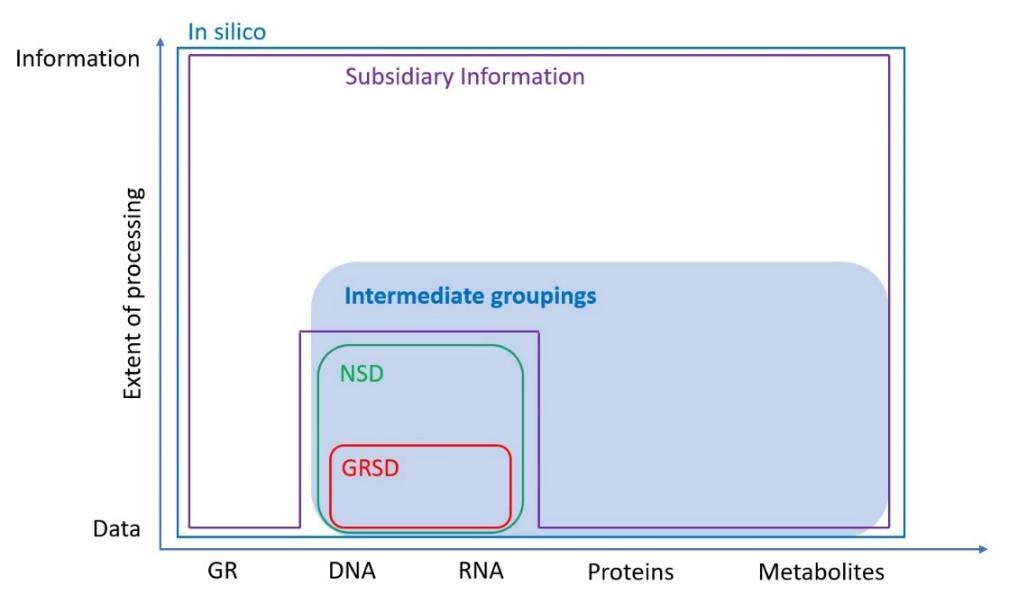 In silico
Information
Subsidiary Information
Extent of processing
Intermediate groupings
NSD
GRSD
Data
GR DNA RNA Proteins Metabolites